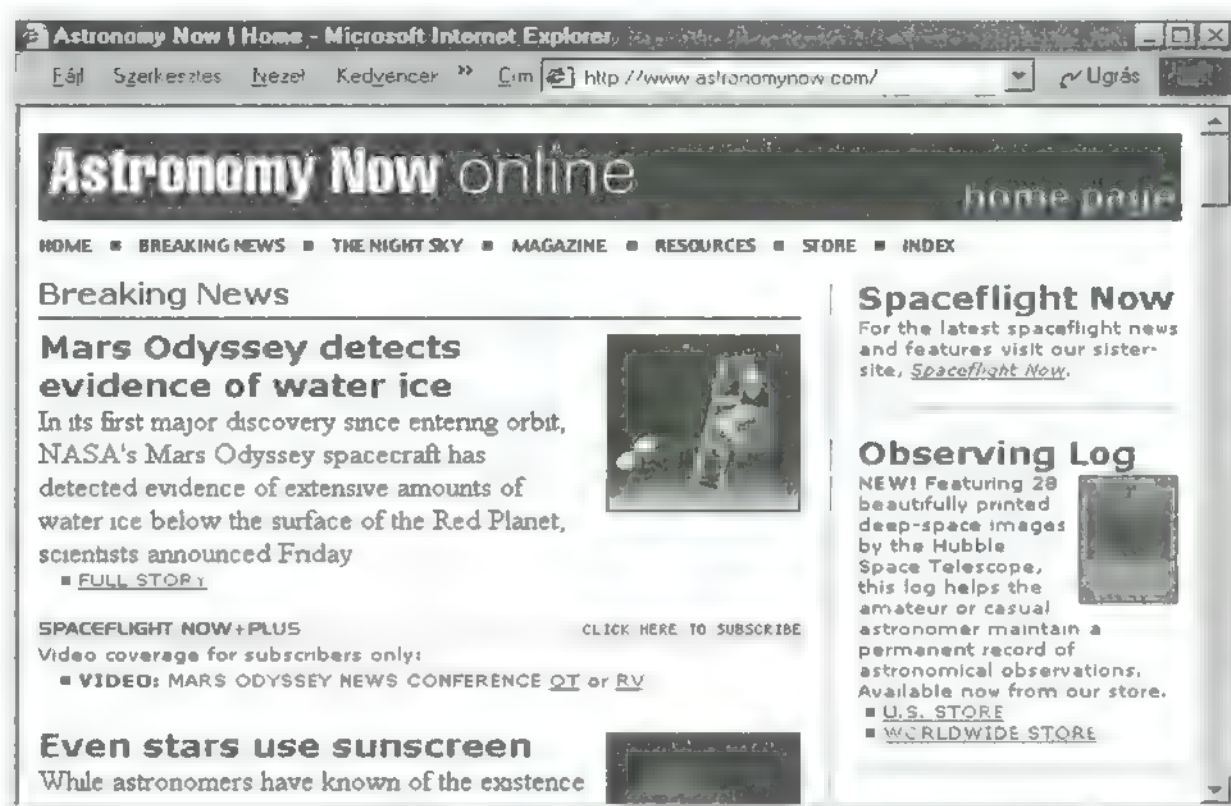 Astronomy Now | Home - Microsoft Internet Explorer
Fájl Szerkesztés Nézet Kedvencek » Cím http://www.astronomynow.com/ Ugrás
Astronomy Now online
home page
HOME ▪ BREAKING NEWS ▪ THE NIGHT SKY ▪ MAGAZINE ▪ RESOURCES ▪ STORE ▪ INDEX
Breaking News
Mars Odyssey detects
evidence of water ice
In its first major discovery since entering orbit,
NASA's Mars Odyssey spacecraft has
detected evidence of extensive amounts of
water ice below the surface of the Red Planet,
scientists announced Friday
▪ FULL STORY
SPACEFLIGHT NOW+PLUS CLICK HERE TO SUBSCRIBE
Video coverage for subscribers only:
▪ VIDEO: MARS ODYSSEY NEWS CONFERENCE QT or RV
Even stars use sunscreen
While astronomers have known of the existence
Spaceflight Now
For the latest spaceflight news
and features visit our sister-
site, Spaceflight Now.
Observing Log
NEW! Featuring 28
beautifully printed
deep-space images
by the Hubble
Space Telescope,
this log helps the
amateur or casual
astronomer maintain a
permanent record of
astronomical observations.
Available now from our store.
▪ U.S. STORE
▪ WORLDWIDE STORE